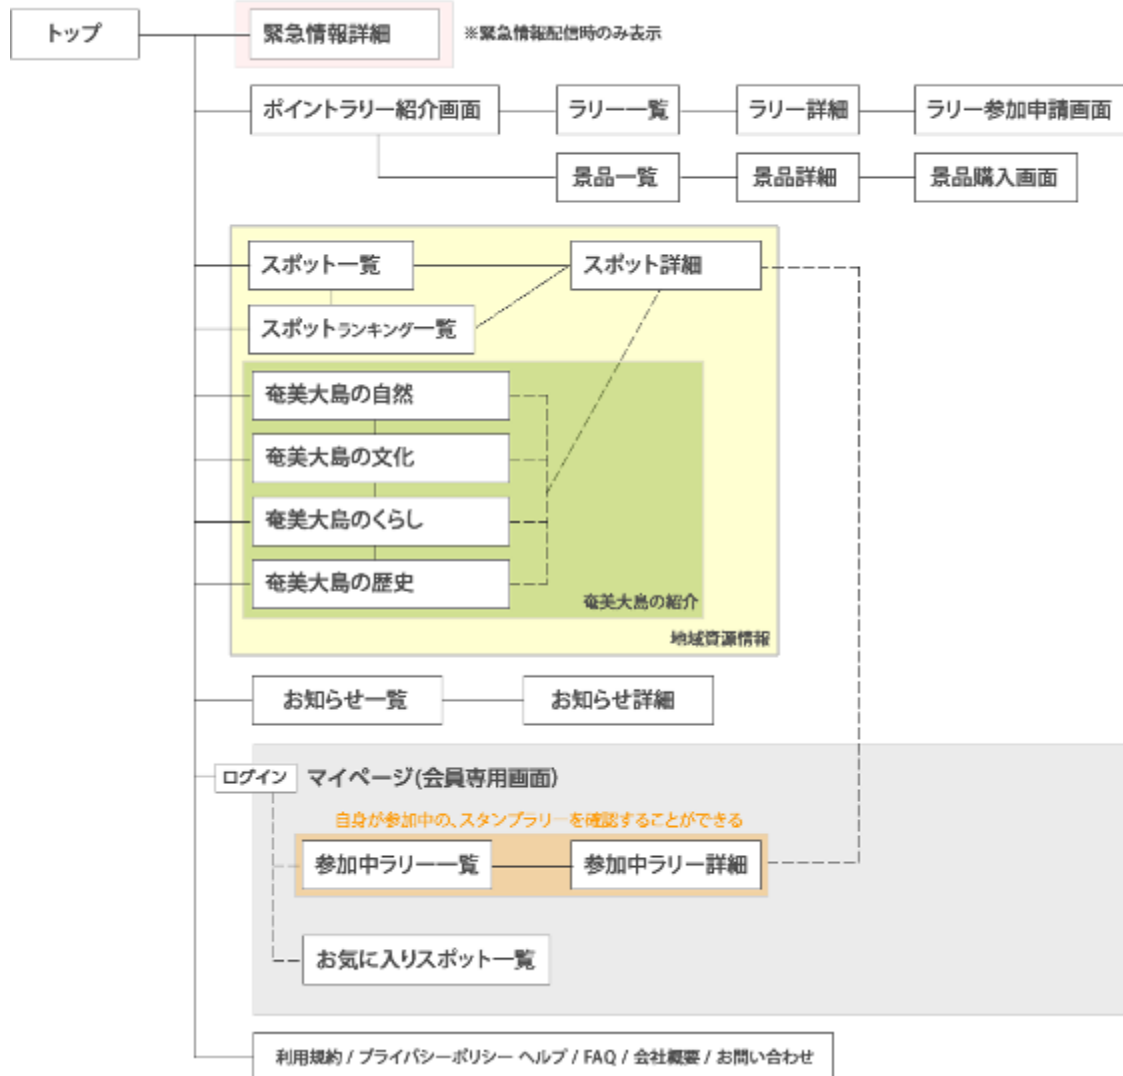 トップ
緊急情報詳細
※緊急情報配信時のみ表示
ポイントラリー紹介画面
ラリー一覧
ラリー詳細
ラリー参加申請画面
景品一覧
景品詳細
景品購入画面
スポット一覧
スポット詳細
スポットランキング一覧
奄美大島の自然
奄美大島の文化
奄美大島のくらし
奄美大島の歴史
奄美大島の紹介
地域資源情報
お知らせ一覧
お知らせ詳細
ログイン
マイページ(会員専用画面)
自身が参加中の、スタンプラリーを確認することができる
参加中ラリー一覧
参加中ラリー詳細
お気に入りスポット一覧
利用規約 / プライバシーポリシー ヘルプ / FAQ / 会社概要 / お問い合わせ